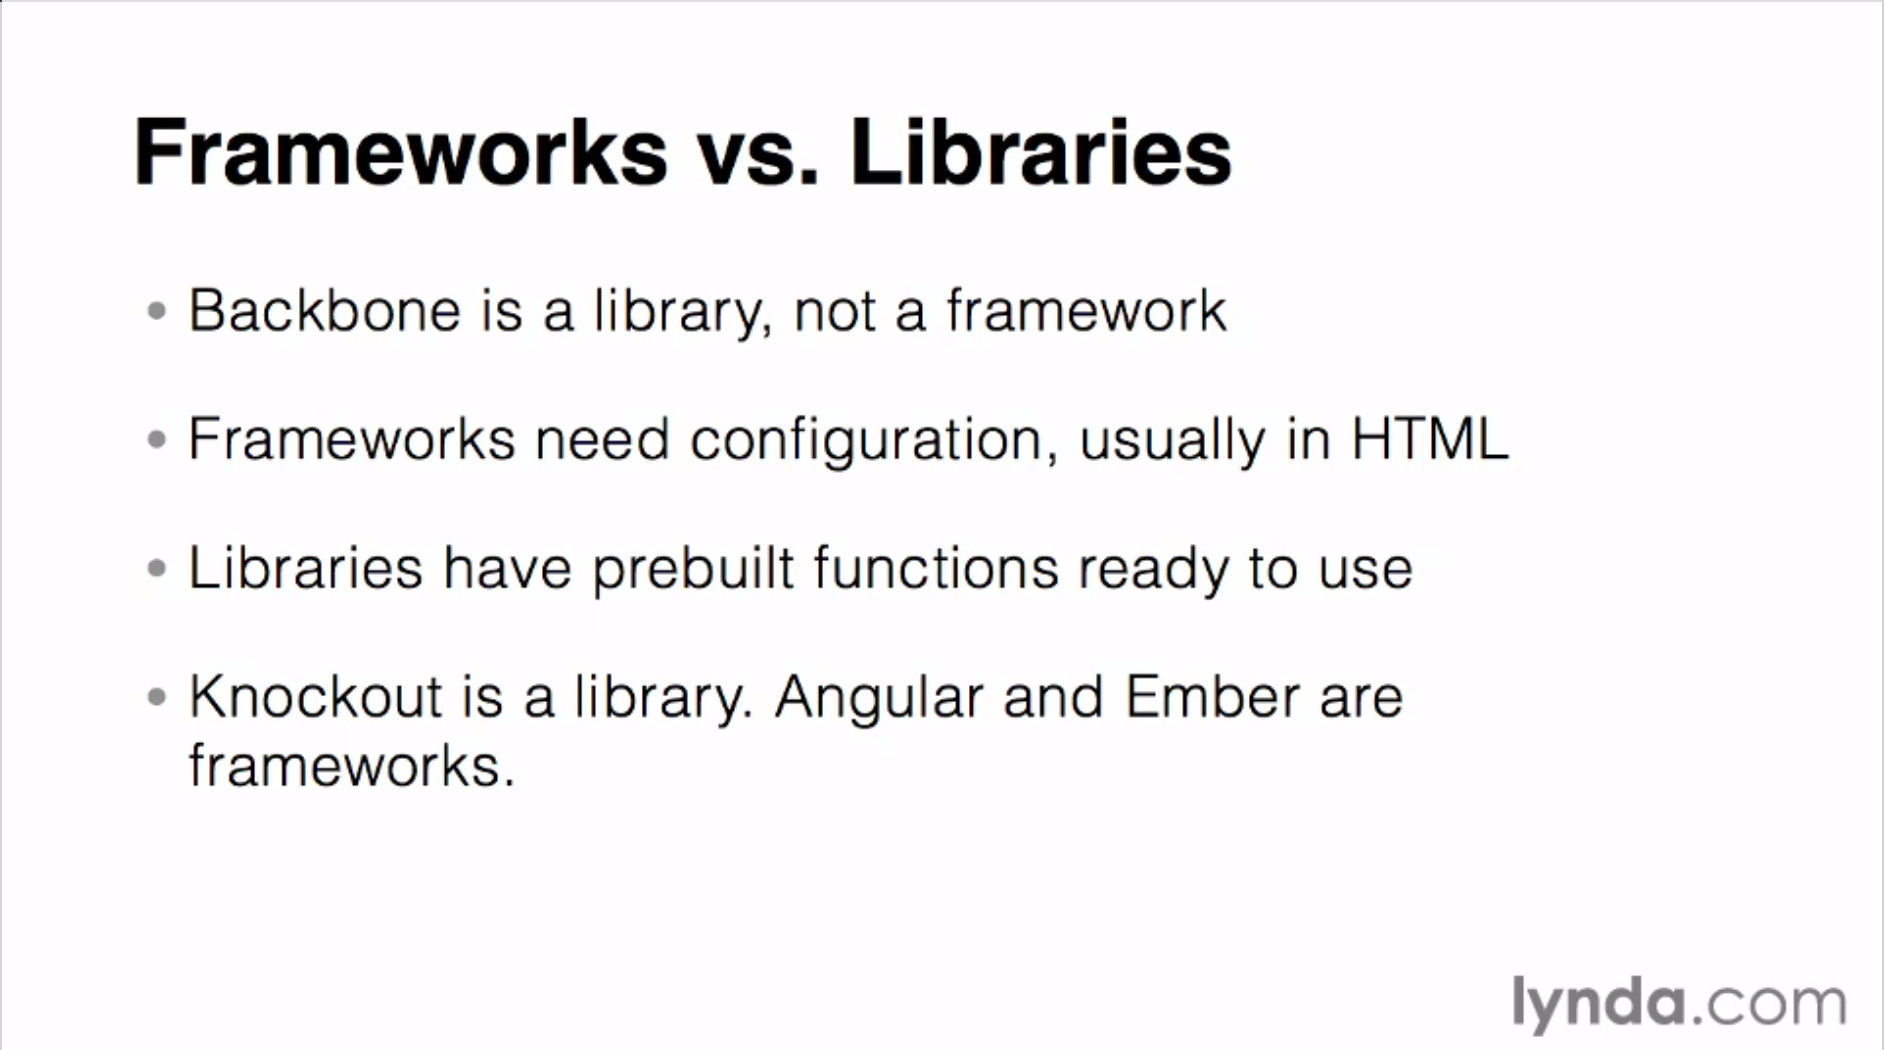 Frameworks vs. Libraries
• Backbone is a library, not a framework
• Frameworks need configuration, usually in HTML
• Libraries have prebuilt functions ready to use
• Knockout is a library. Angular and Ember are
frameworks.
lynda.com